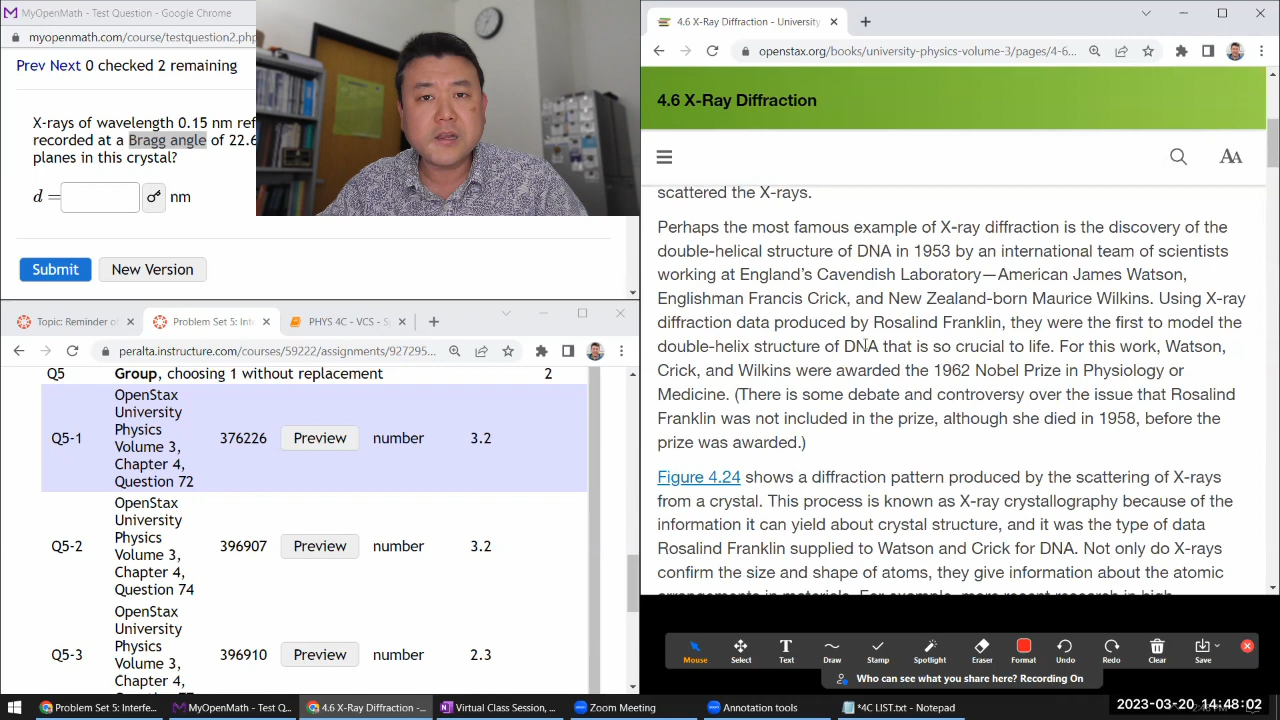 MyOpenMath - Test Question - Google Chrome
myopenmath.com/course/testquestion2.php
Prev Next 0 checked 2 remaining
X-rays of wavelength 0.15 nm ref
recorded at a Bragg angle of 22.
planes in this crystal?
d = nm
Submit New Version
Topic: Reminder o Problem Set 5: Int PHYS 4C - VCS - S
peralta.instructure.com/courses/59222/assignments/927295...
Q5 Group, choosing 1 without replacement 2
OpenStax
University
Physics
Volume 3,
Chapter 4,
Question 72
Q5-1 376226 Preview number 3.2
OpenStax
University
Physics
Volume 3,
Chapter 4,
Question 74
Q5-2 396907 Preview number 3.2
OpenStax
University
Physics
Volume 3,
Chapter 4,
Q5-3 396910 Preview number 2.3
4.6 X-Ray Diffraction - University
openstax.org/books/university-physics-volume-3/pages/4-6...
4.6 X-Ray Diffraction
AA
scattered the X-rays.
Perhaps the most famous example of X-ray diffraction is the discovery of the
double-helical structure of DNA in 1953 by an international team of scientists
working at England's Cavendish Laboratory—American James Watson,
Englishman Francis Crick, and New Zealand-born Maurice Wilkins. Using X-ray
diffraction data produced by Rosalind Franklin, they were the first to model the
double-helix structure of DNA that is so crucial to life. For this work, Watson,
Crick, and Wilkins were awarded the 1962 Nobel Prize in Physiology or
Medicine. (There is some debate and controversy over the issue that Rosalind
Franklin was not included in the prize, although she died in 1958, before the
prize was awarded.)
Figure 4.24 shows a diffraction pattern produced by the scattering of X-rays
from a crystal. This process is known as X-ray crystallography because of the
information it can yield about crystal structure, and it was the type of data
Rosalind Franklin supplied to Watson and Crick for DNA. Not only do X-rays
confirm the size and shape of atoms, they give information about the atomic
arrangements in materials. For example, more recent research in high
Mouse Select Text Draw Stamp Spotlight Eraser Format Undo Redo Clear Save
Who can see what you share here? Recording On
Problem Set 5: Interfe... MyOpenMath - Test Q... 4.6 X-Ray Diffraction -... Virtual Class Session, ... Zoom Meeting Annotation tools *4C LIST.txt - Notepad
2023-03-20 14:48:02